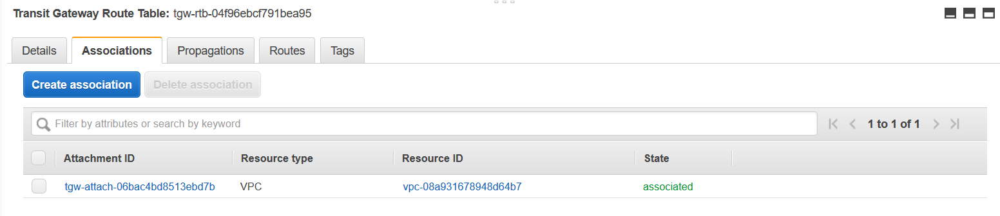 Transit Gateway Route Table: tgw-rtb-04f96ebcf791bea95
Details Associations Propagations Routes Tags
Create association Delete association
Filter by attributes or search by keyword 1 to 1 of 1
Attachment ID Resource type Resource ID State
tgw-attach-06bac4bd8513ebd7b VPC vpc-08a931678948d64b7 associated